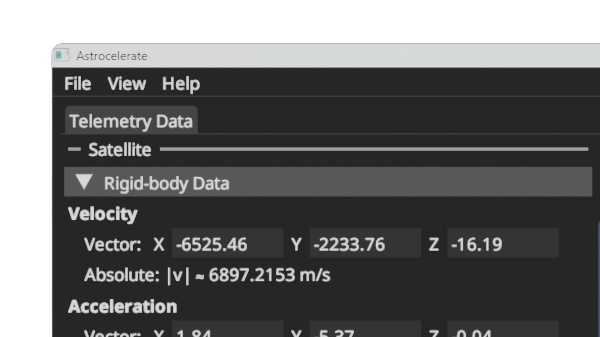 Astrocelerate
File View Help
Telemetry Data
Satellite
Rigid-body Data
Velocity
Vector: X -6525.46 Y -2233.76 Z -16.19
Absolute: |v| ≈ 6897.2153 m/s
Acceleration
Vector: X 1.84 Y 5.37 Z 0.04